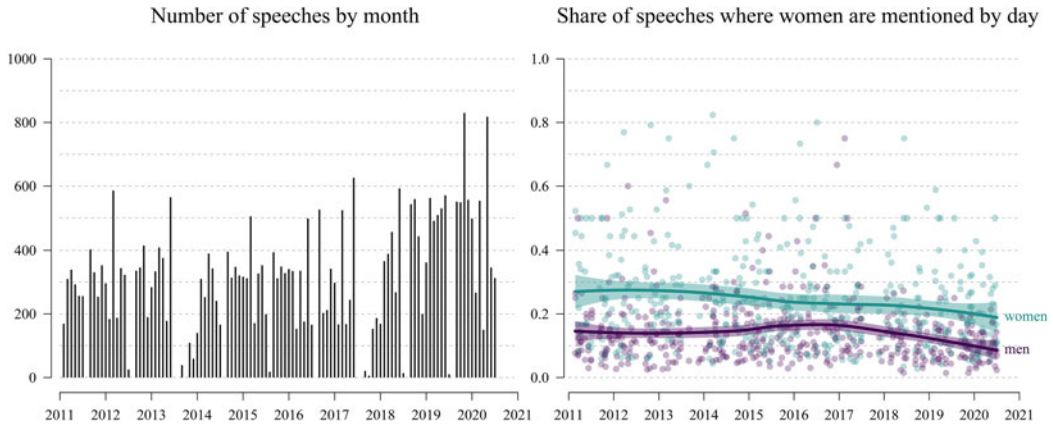 Number of speeches by month
1000
800
600
400
200
0
2011 2012 2013 2014 2015 2016 2017 2018 2019 2020 2021
Share of speeches where women are mentioned by day
1.0
0.8
0.6
0.4
0.2
0.0
women
men
2011 2012 2013 2014 2015 2016 2017 2018 2019 2020 2021